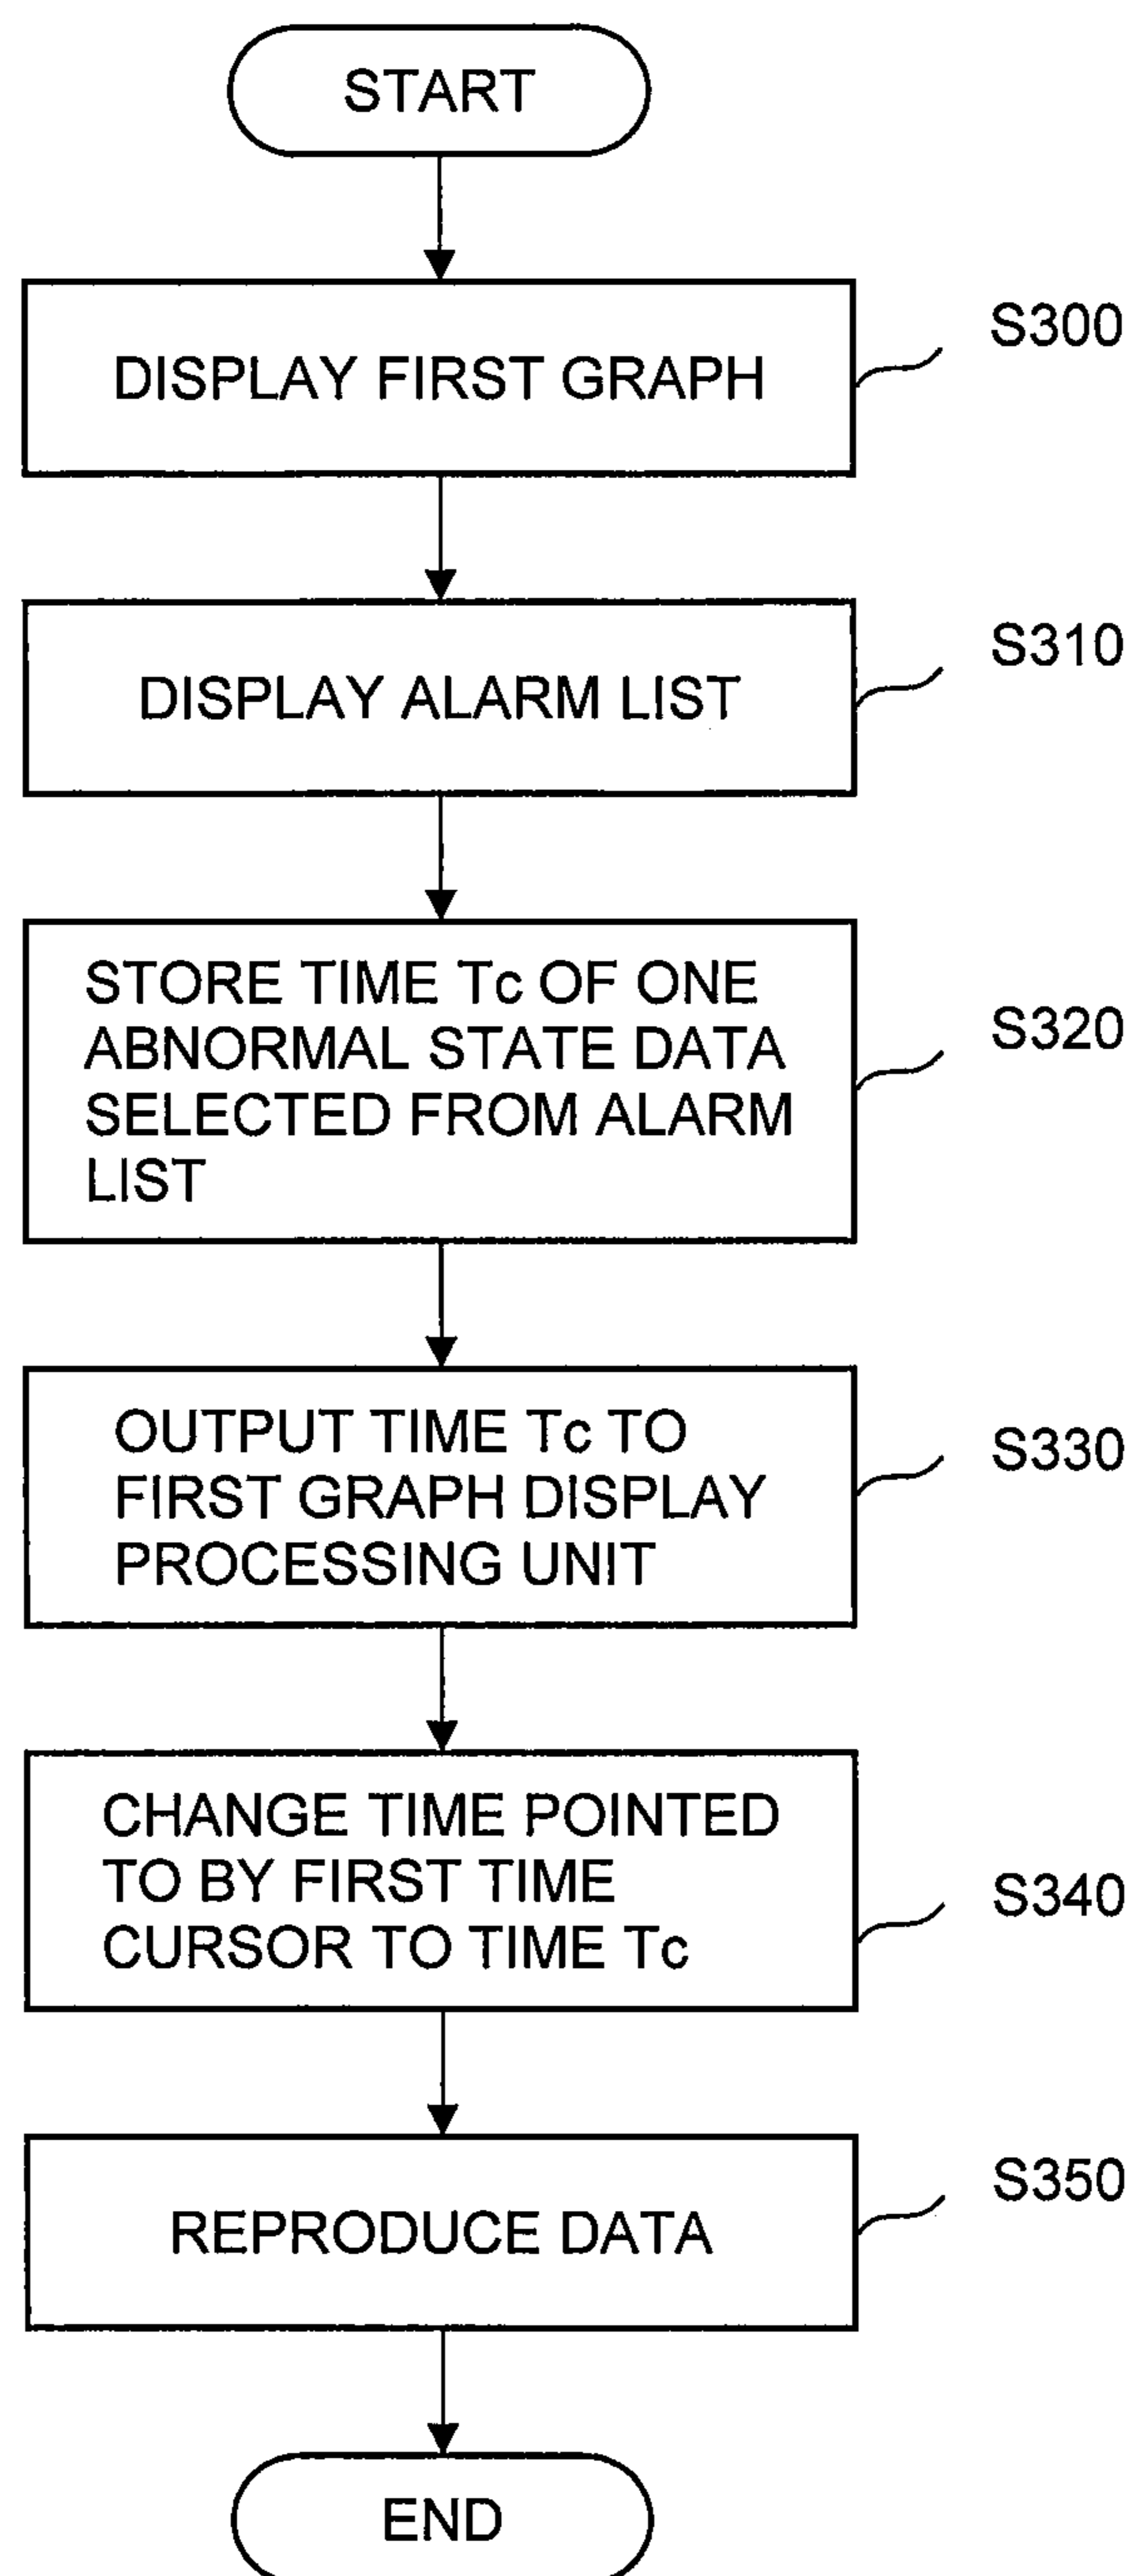 START
DISPLAY FIRST GRAPH
S300
DISPLAY ALARM LIST
S310
STORE TIME Tc OF ONE
ABNORMAL STATE DATA
SELECTED FROM ALARM
LIST
S320
OUTPUT TIME Tc TO
FIRST GRAPH DISPLAY
PROCESSING UNIT
S330
CHANGE TIME POINTED
TO BY FIRST TIME
CURSOR TO TIME Tc
S340
REPRODUCE DATA
S350
END